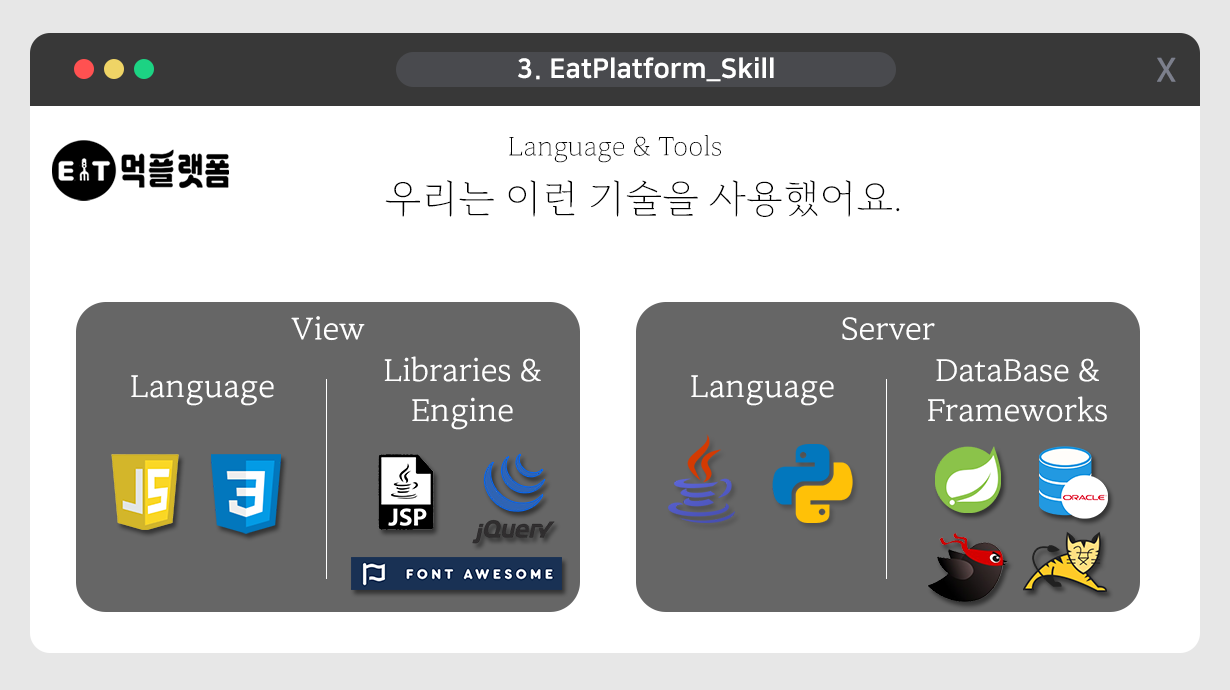 3. EatPlatform_Skill
X
EAT 먹플랫폼
Language & Tools
우리는 이런 기술을 사용했어요.
View
Language
Libraries &
Engine
JS
3
JSP
jQuery
FONT AWESOME
Server
Language
DataBase &
Frameworks
ORACLE